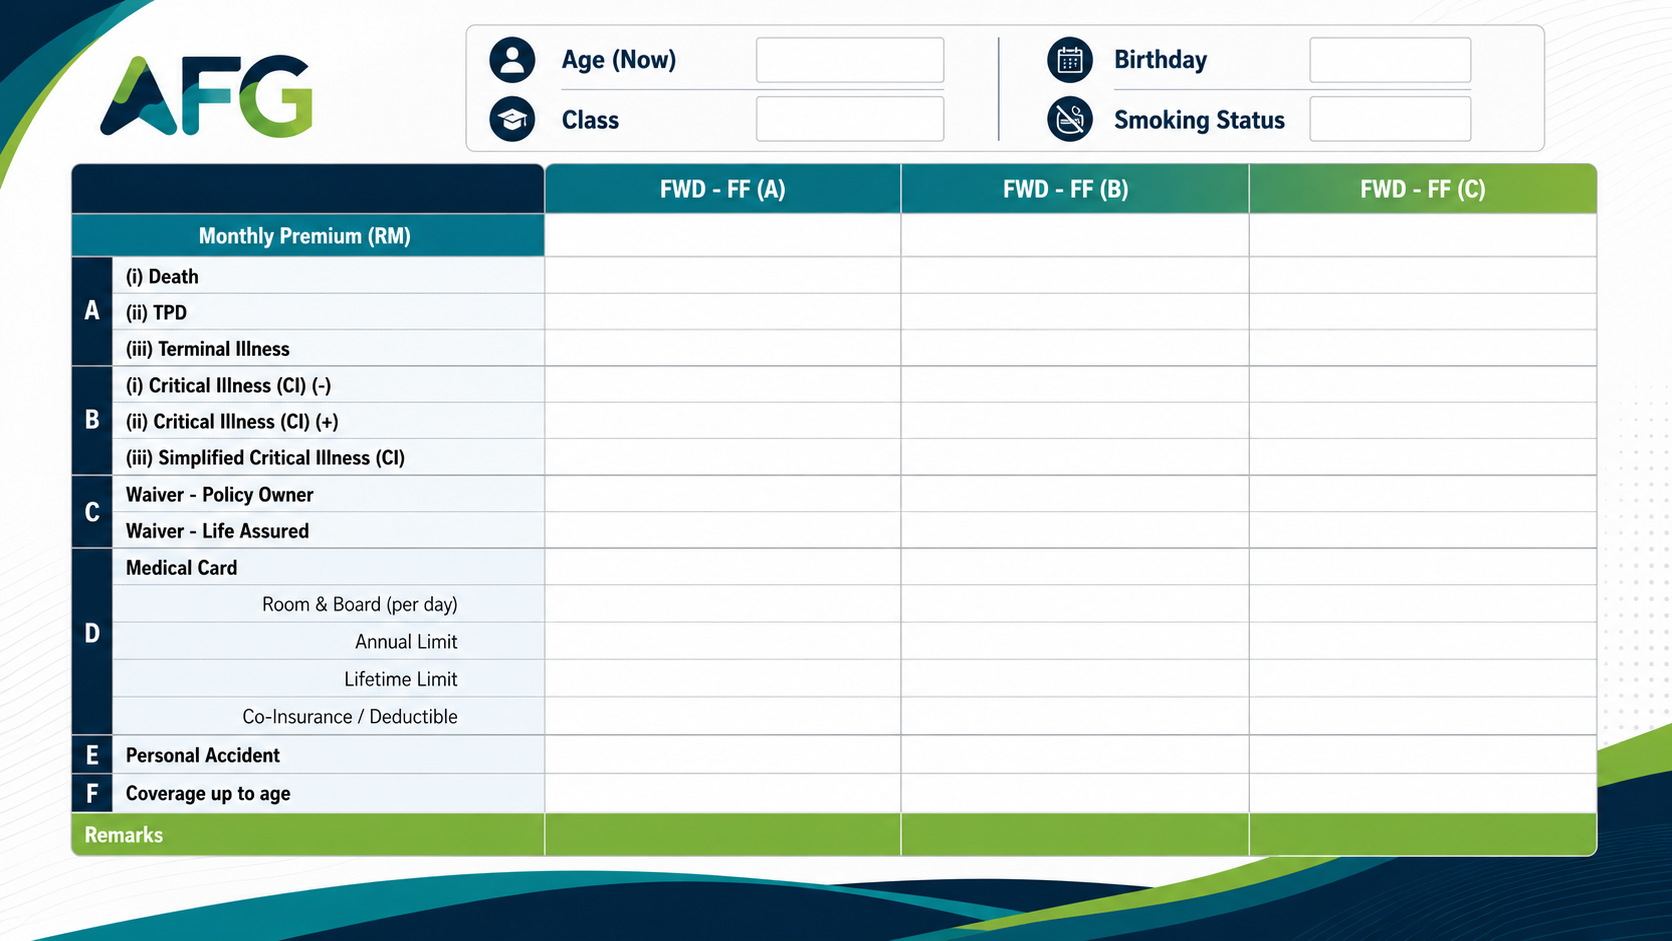 AFG
Age (Now)
Birthday
Class
Smoking Status
FWD - FF (A)
FWD - FF (B)
FWD - FF (C)
Monthly Premium (RM)
A
(i) Death
(ii) TPD
(iii) Terminal Illness
B
(i) Critical Illness (CI) (-)
(ii) Critical Illness (CI) (+)
(iii) Simplified Critical Illness (CI)
C
Waiver - Policy Owner
Waiver - Life Assured
D
Medical Card
Room & Board (per day)
Annual Limit
Lifetime Limit
Co-Insurance / Deductible
E
Personal Accident
F
Coverage up to age
Remarks